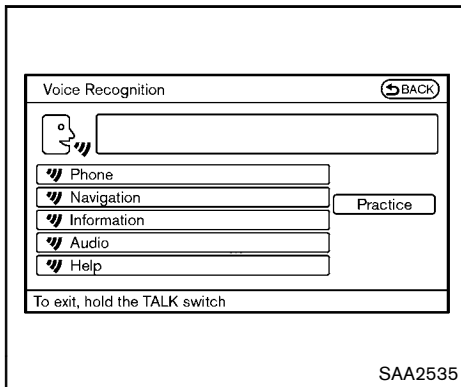 Voice Recognition
BACK
Phone
Navigation
Practice
Information
Audio
Help
To exit, hold the TALK switch
SAA2535